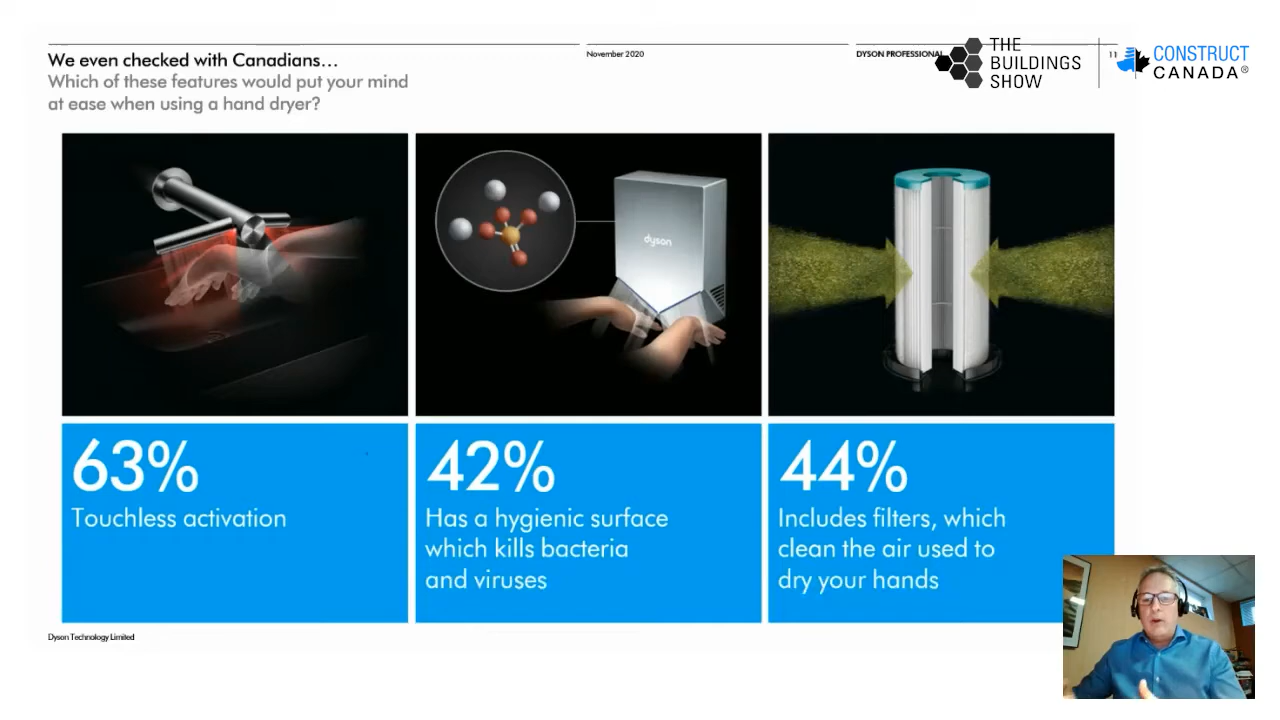 We even checked with Canadians...
Which of these features would put your mind
at ease when using a hand dryer?
November 2020
DYSON PROFESSIONAL
11
THE
BUILDINGS
SHOW
CONSTRUCT
CANADA®
dyson
63%
Touchless activation
42%
Has a hygienic surface
which kills bacteria
and viruses
44%
Includes filters, which
clean the air used to
dry your hands
Dyson Technology Limited